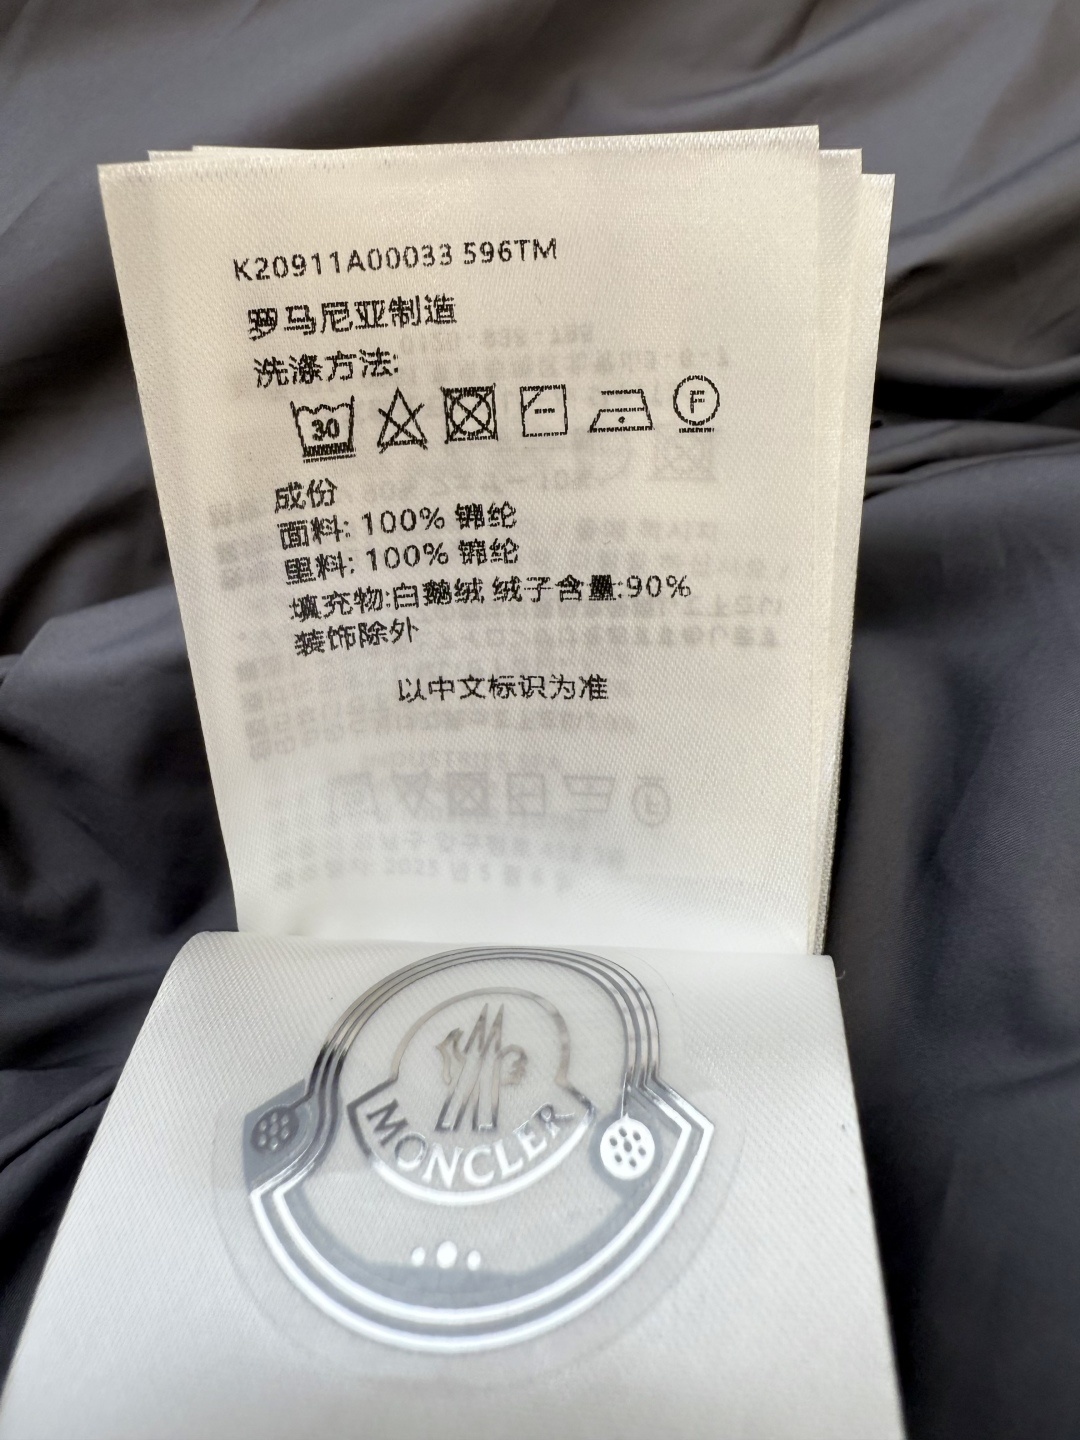 K20911A00033 596TM
罗马尼亚制造
洗涤方法:
30 F
成份
面料: 100% 锦纶
里料: 100% 锦纶
填充物:白鹅绒 绒子含量:90%
装饰除外
以中文标识为准
MONCLER